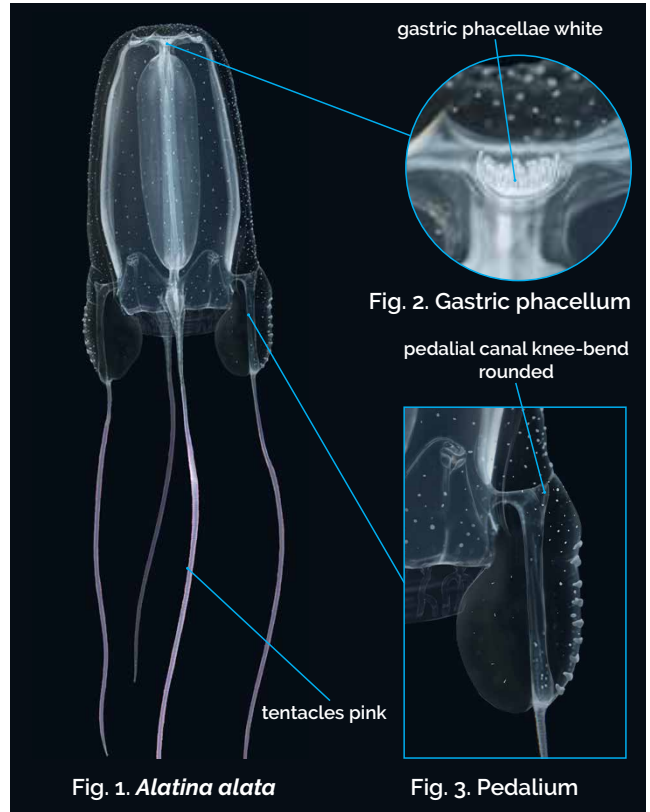 gastric phacellae white
Fig. 2. Gastric phacellum
pedalial canal knee-bend
rounded
tentacles pink
Fig. 1. Alatina alata
Fig. 3. Pedalium